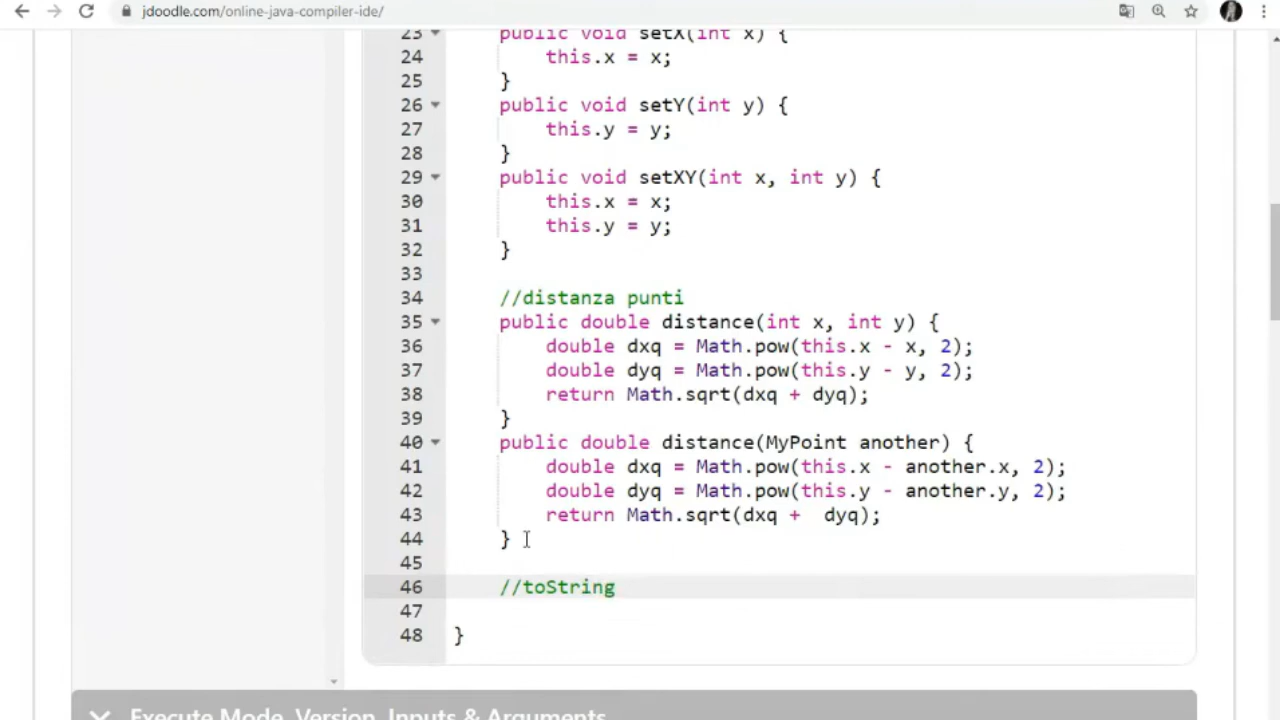 jdoodle.com/online-java-compiler-ide/
23 public void setX(int x) {
24 this.x = x;
25 }
26 public void setY(int y) {
27 this.y = y;
28 }
29 public void setXY(int x, int y) {
30 this.x = x;
31 this.y = y;
32 }
33
34 //distanza punti
35 public double distance(int x, int y) {
36 double dxq = Math.pow(this.x - x, 2);
37 double dyq = Math.pow(this.y - y, 2);
38 return Math.sqrt(dxq + dyq);
39 }
40 public double distance(MyPoint another) {
41 double dxq = Math.pow(this.x - another.x, 2);
42 double dyq = Math.pow(this.y - another.y, 2);
43 return Math.sqrt(dxq +  dyq);
44 }
45
46 //toString
47
48 }
Execute Mode, Version, Inputs & Arguments